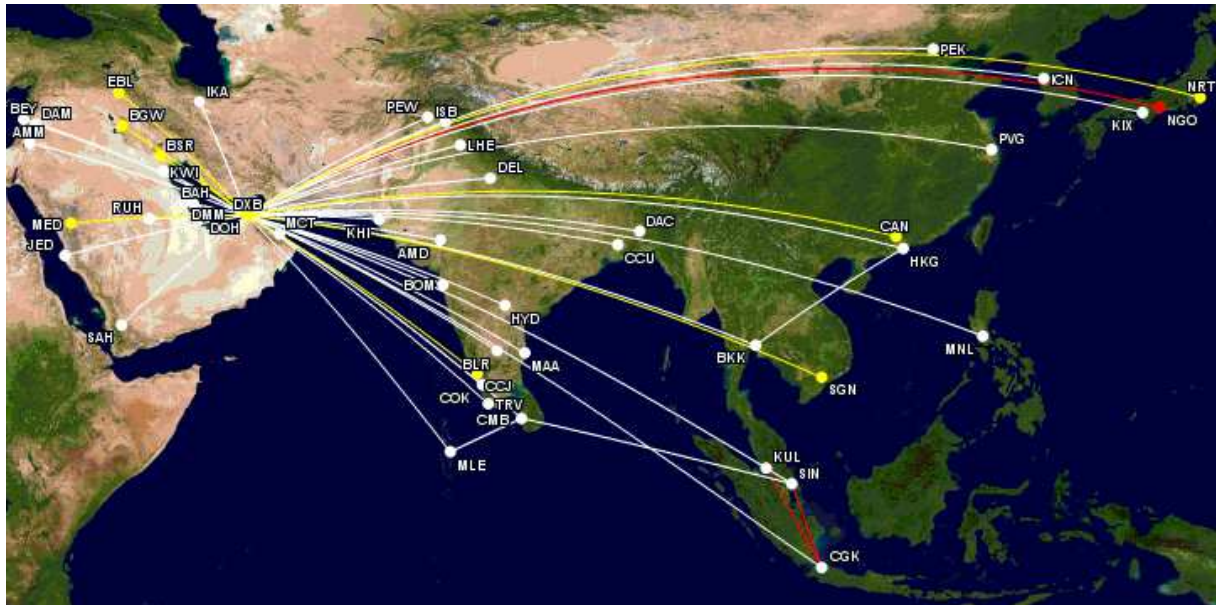 PEK
EBL
IKA
ICN
NRT
BEY
DAM
PEW
ISB
NGO
KIX
BGW
AMM
LHE
PVG
BSR
KWI
DEL
BAH
DXB
RUH
DMM
MED
DOH
MCT
KHI
DAC
CAN
JED
AMD
CCU
HKG
BOM
SAH
HYD
BKK
MNL
BLR
MAA
CCJ
SGN
COK
TRV
CMB
MLE
KUL
SIN
CGK